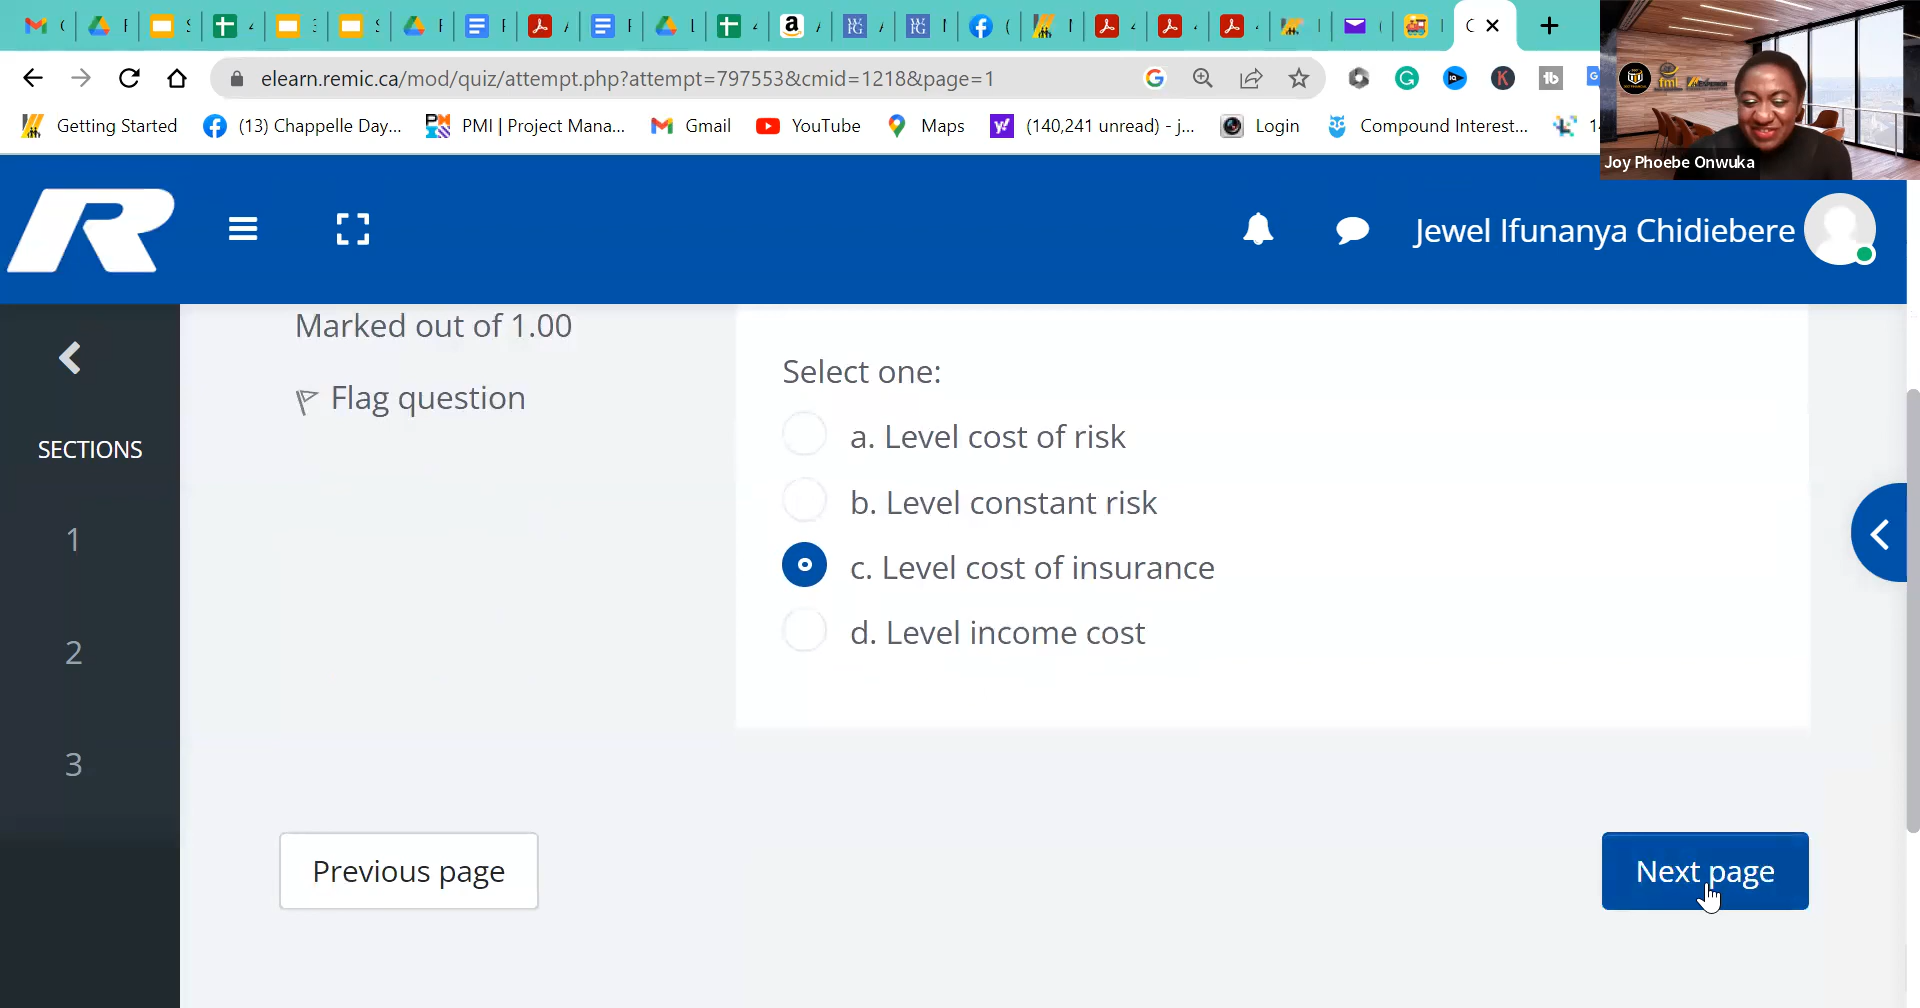 elearn.remic.ca/mod/quiz/attempt.php?attempt=797553&cmid=1218&page=1
Getting Started
(13) Chappelle Day...
PMI | Project Mana...
Gmail
YouTube
Maps
(140,241 unread) - j...
Login
Compound Interest...
Joy Phoebe Onwuka
Jewel Ifunanya Chidiebere
Marked out of 1.00
Flag question
SECTIONS
1
2
3
Select one:
a. Level cost of risk
b. Level constant risk
c. Level cost of insurance
d. Level income cost
Previous page
Next page